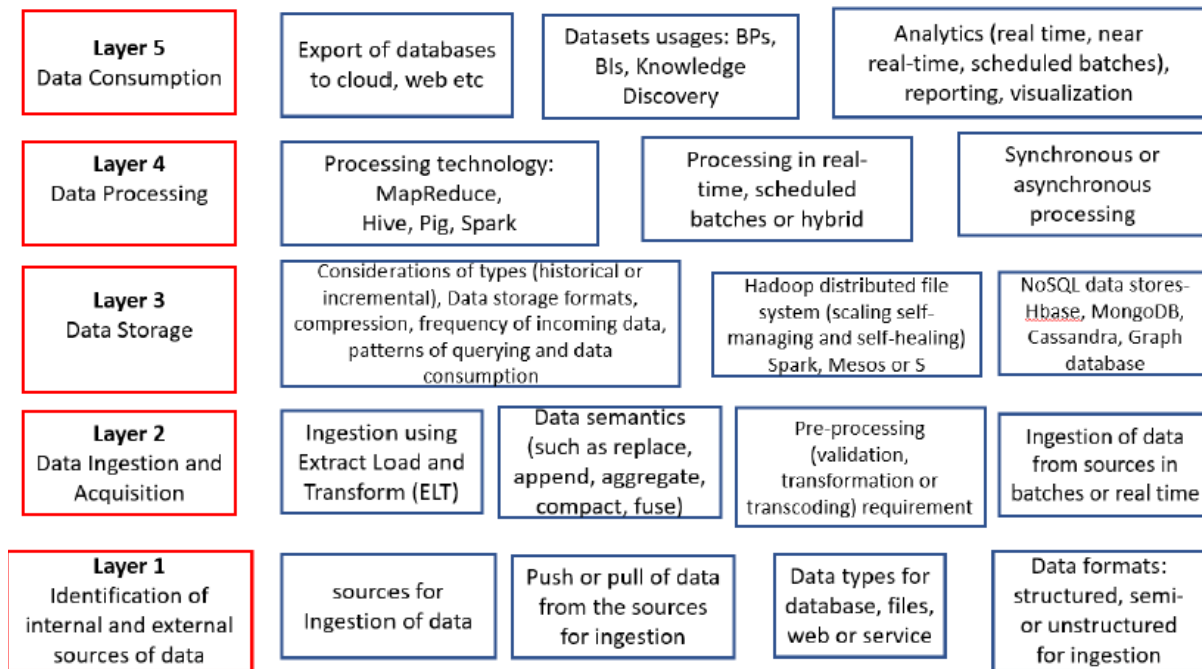 Layer 5
Data Consumption
Export of databases
to cloud, web etc
Datasets usages: BPs,
BIs, Knowledge
Discovery
Analytics (real time, near
real-time, scheduled batches),
reporting, visualization
Layer 4
Data Processing
Processing technology:
MapReduce,
Hive, Pig, Spark
Processing in real-
time, scheduled
batches or hybrid
Synchronous or
asynchronous
processing
Layer 3
Data Storage
Considerations of types (historical or
incremental), Data storage formats,
compression, frequency of incoming data,
patterns of querying and data
consumption
Hadoop distributed file
system (scaling self-
managing and self-healing)
Spark, Mesos or S
NoSQL data stores-
Hbase, MongoDB,
Cassandra, Graph
database
Layer 2
Data Ingestion and
Acquisition
Ingestion using
Extract Load and
Transform (ELT)
Data semantics
(such as replace,
append, aggregate,
compact, fuse)
Pre-processing
(validation,
transformation or
transcoding) requirement
Ingestion of data
from sources in
batches or real time
Layer 1
Identification of
internal and external
sources of data
sources for
Ingestion of data
Push or pull of data
from the sources
for ingestion
Data types for
database, files,
web or service
Data formats:
structured, semi-
or unstructured
for ingestion